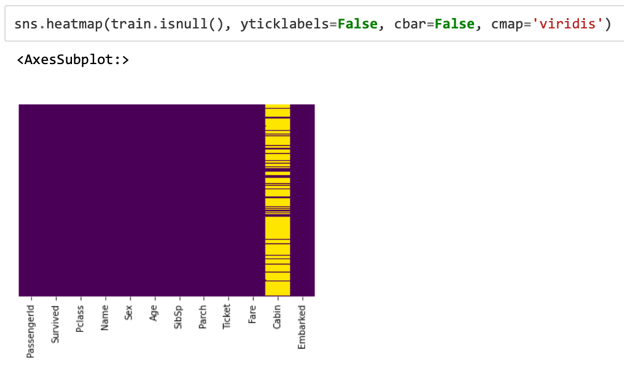 sns.heatmap(train.isnull(), yticklabels=False, cbar=False, cmap='viridis')
<AxesSubplot:>
PassengerId
Survived
Pclass
Name
Sex
Age
SibSp
Parch
Ticket
Fare
Cabin
Embarked